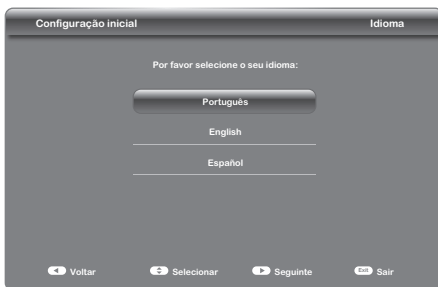 Configuração inicial Idioma
Por favor selecione o seu idioma:
Português
English
Español
Voltar Selecionar Seguinte Exit Sair